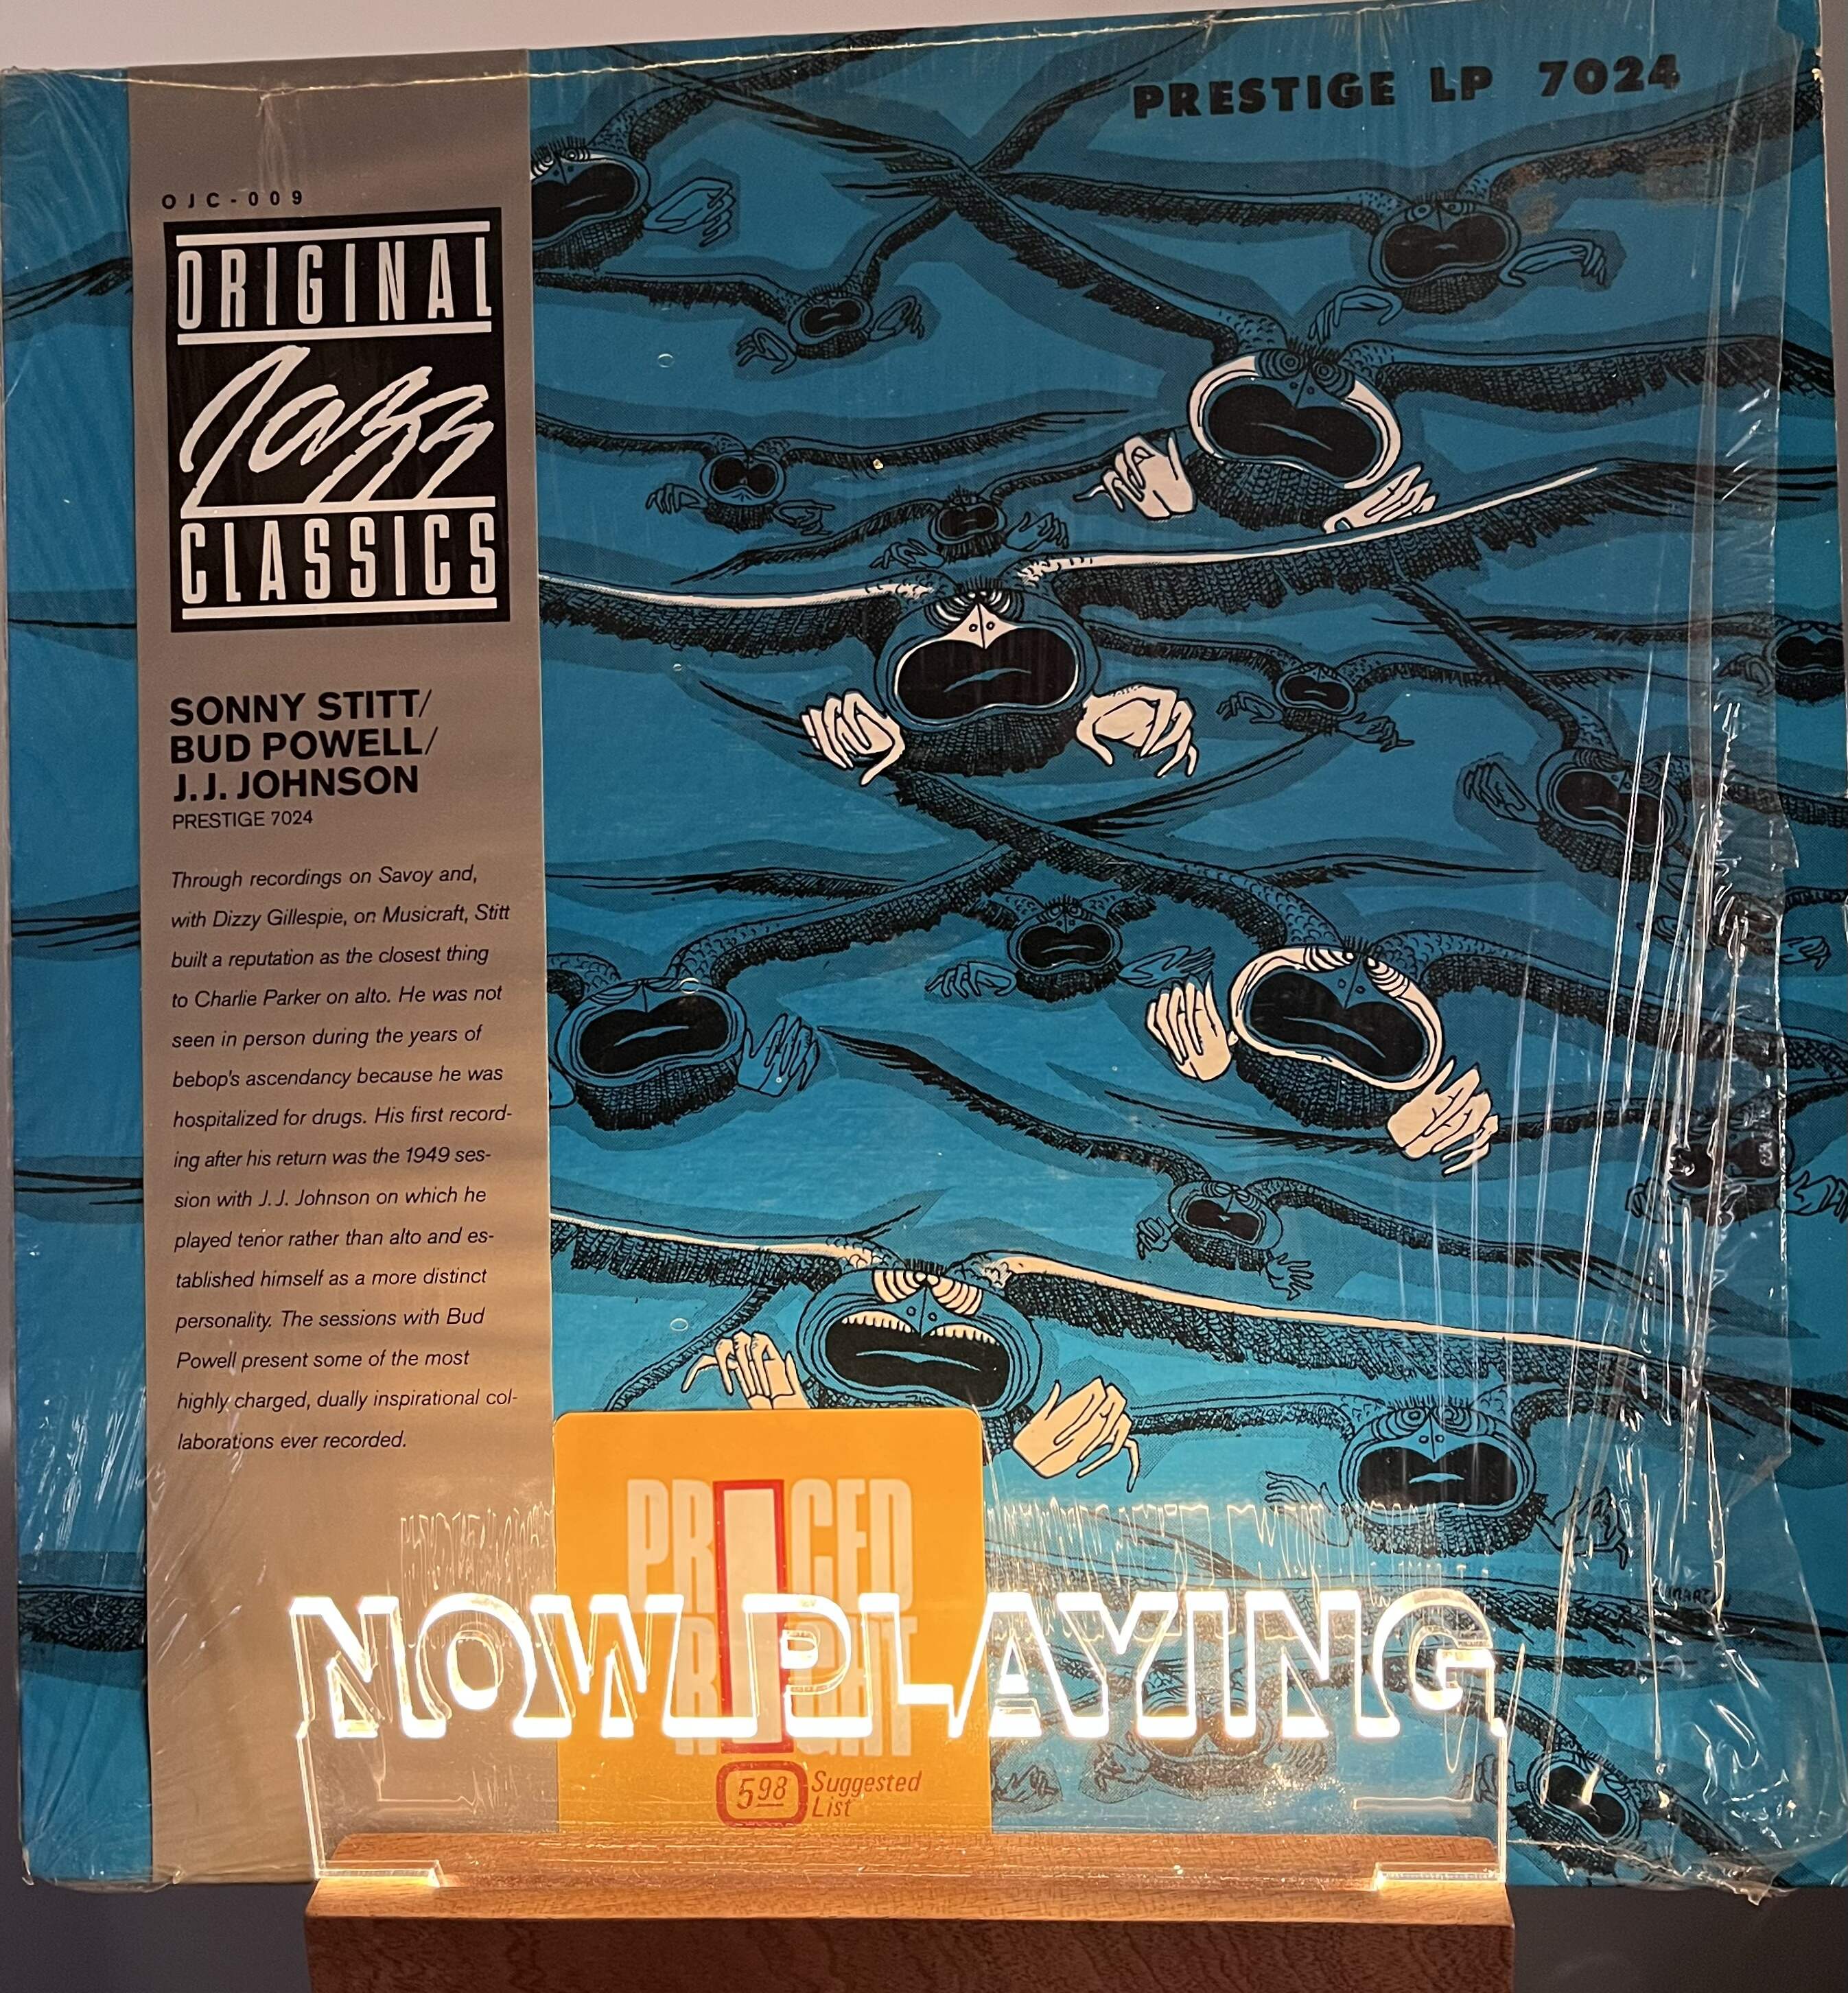 PRESTIGE LP 7024
OJC-009
ORIGINAL
Jazz
CLASSICS
SONNY STITT/
BUD POWELL/
J.J. JOHNSON
PRESTIGE 7024
Through recordings on Savoy and,
with Dizzy Gillespie, on Musicraft, Stitt
built a reputation as the closest thing
to Charlie Parker on alto. He was not
seen in person during the years of
bebop's ascendancy because he was
hospitalized for drugs. His first record-
ing after his return was the 1949 ses-
sion with J.J. Johnson on which he
played tenor rather than alto and es-
tablished himself as a more distinct
personality. The sessions with Bud
Powell present some of the most
highly charged, dually inspirational col-
laborations ever recorded.
PRICED
RIGHT
NOW PLAYING
5.98 Suggested
List